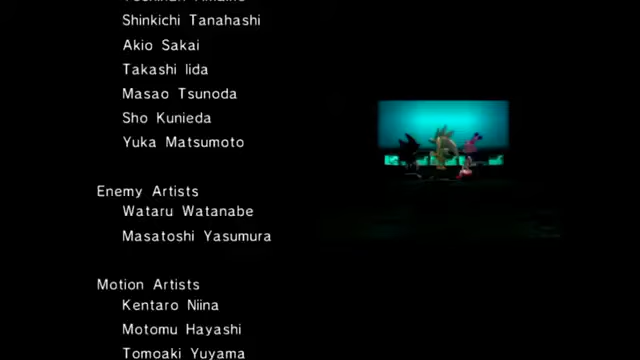 Shinkichi Tanahashi
Akio Sakai
Takashi Iida
Masao Tsunoda
Sho Kunieda
Yuka Matsumoto
Enemy Artists
Wataru Watanabe
Masatoshi Yasumura
Motion Artists
Kentaro Niina
Motomu Hayashi
Tomoaki Yuyama